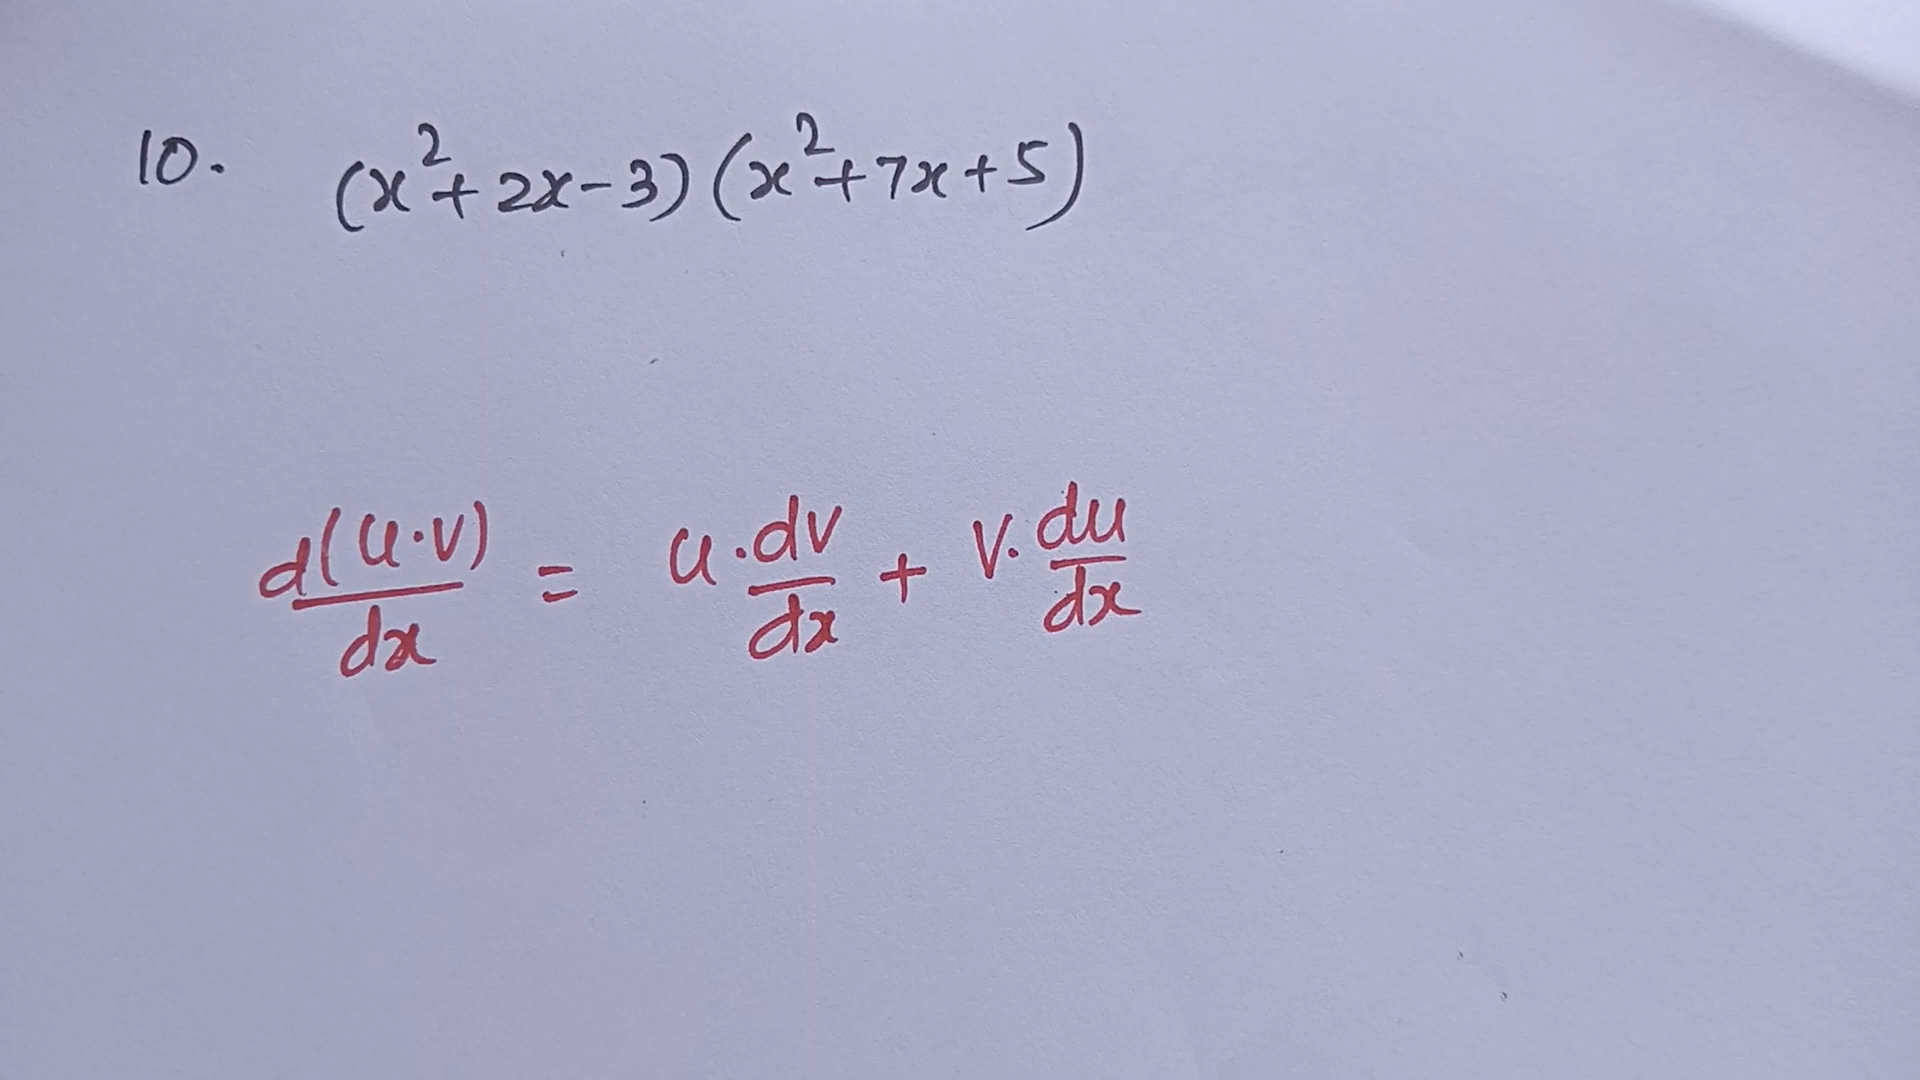 10. (x²+2x-3)(x²+7x+5)
d(u·v)/dx = u·dv/dx + v·du/dx